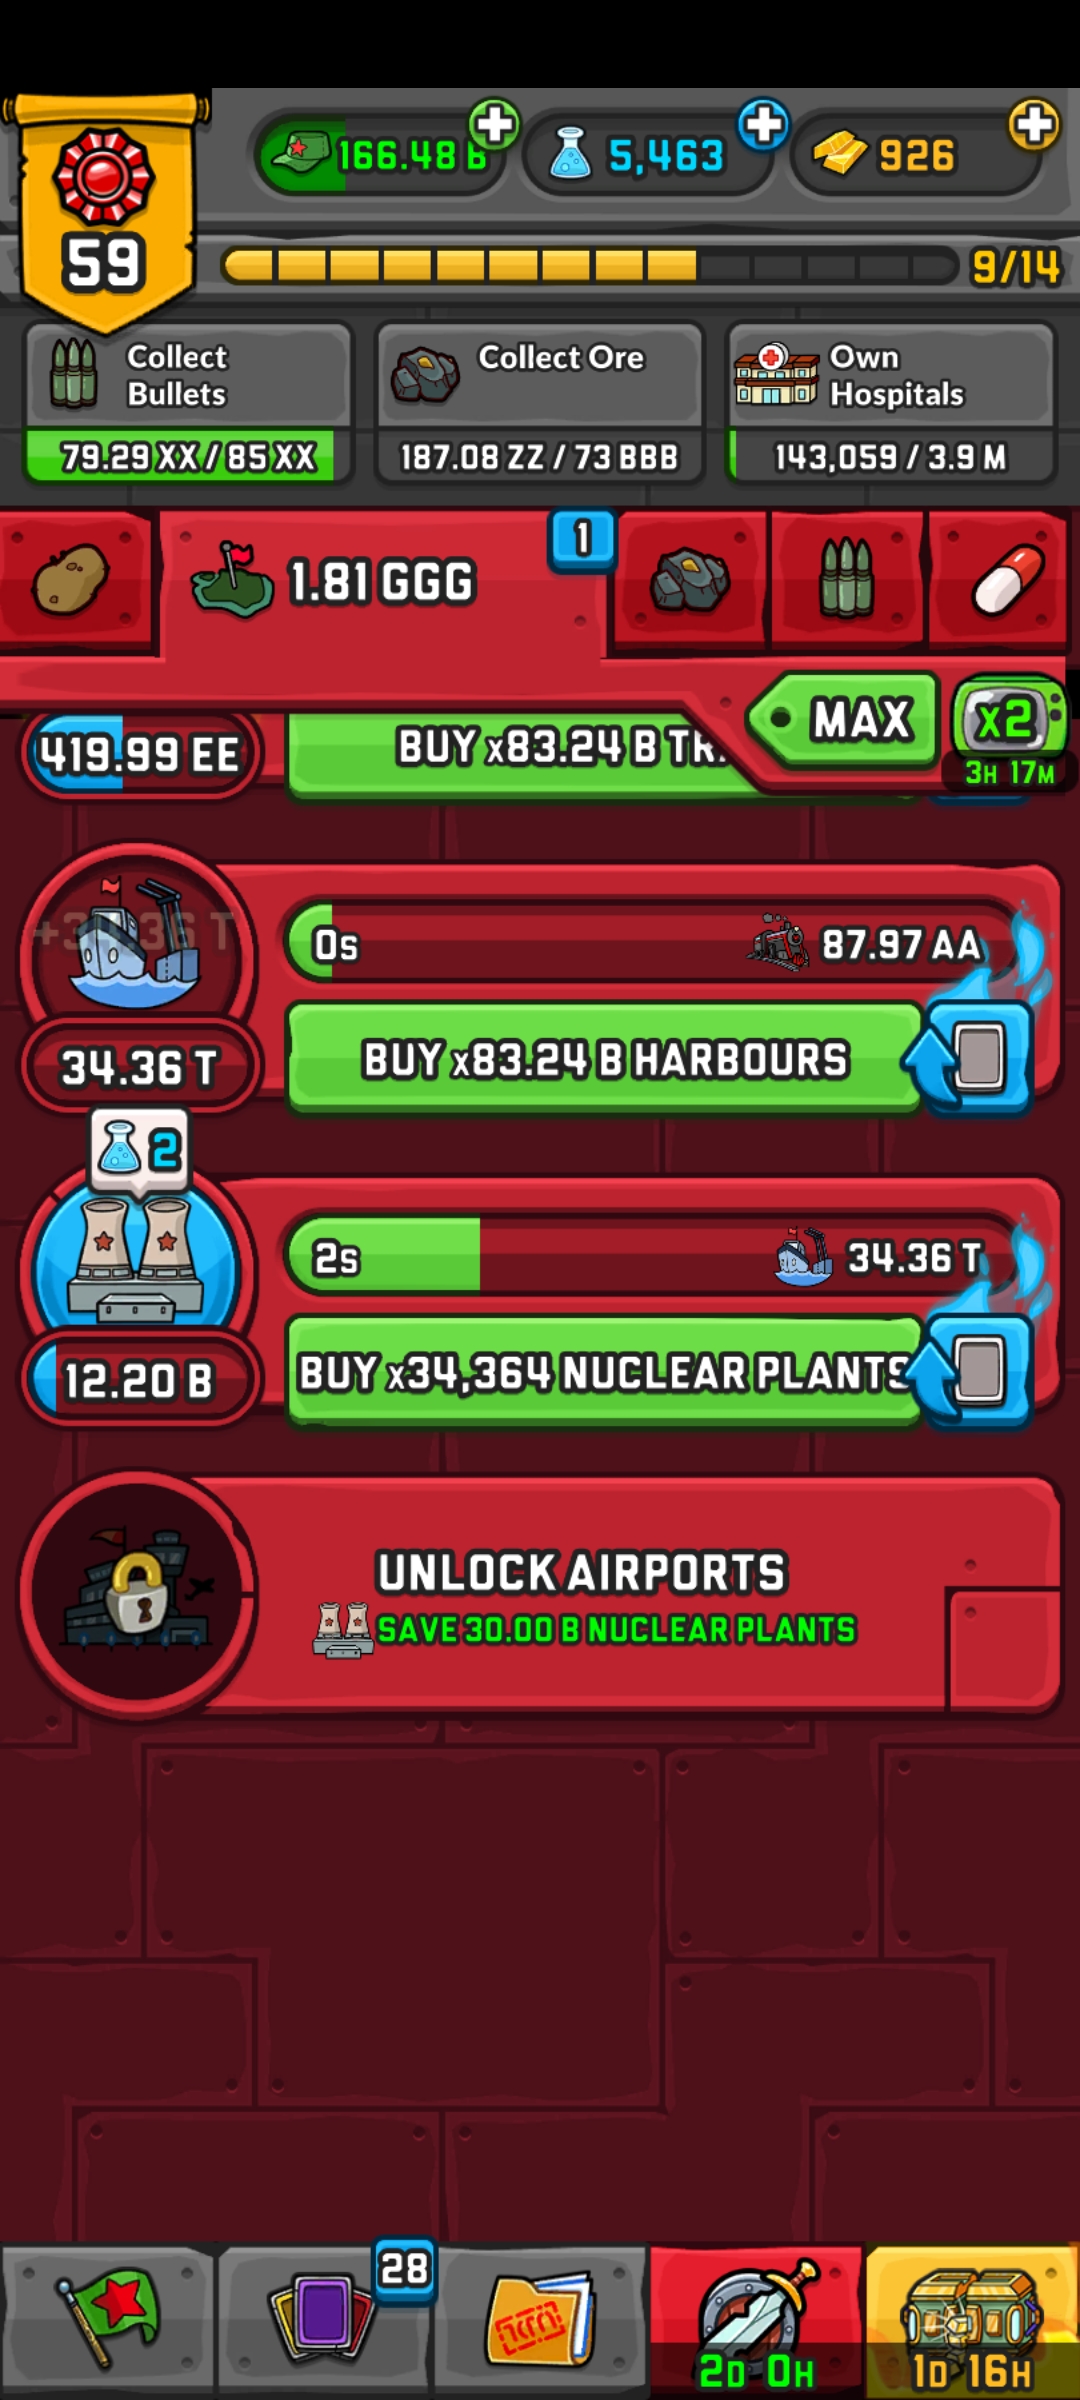 166.48 B
5,463
926
59
9/14
Collect Bullets
79.29 XX / 85 XX
Collect Ore
187.08 ZZ / 73 BBB
Own Hospitals
143,059 / 3.9 M
1.81 GGG
1
MAX
x2
3H 17M
419.99 EE
BUY x83.24 B
+34.36 T
0s
87.97 AA
34.36 T
BUY x83.24 B HARBOURS
2
2s
34.36 T
12.20 B
BUY x34,364 NUCLEAR PLANTS
UNLOCK AIRPORTS
SAVE 30.00 B NUCLEAR PLANTS
28
2D 0H
1D 16H